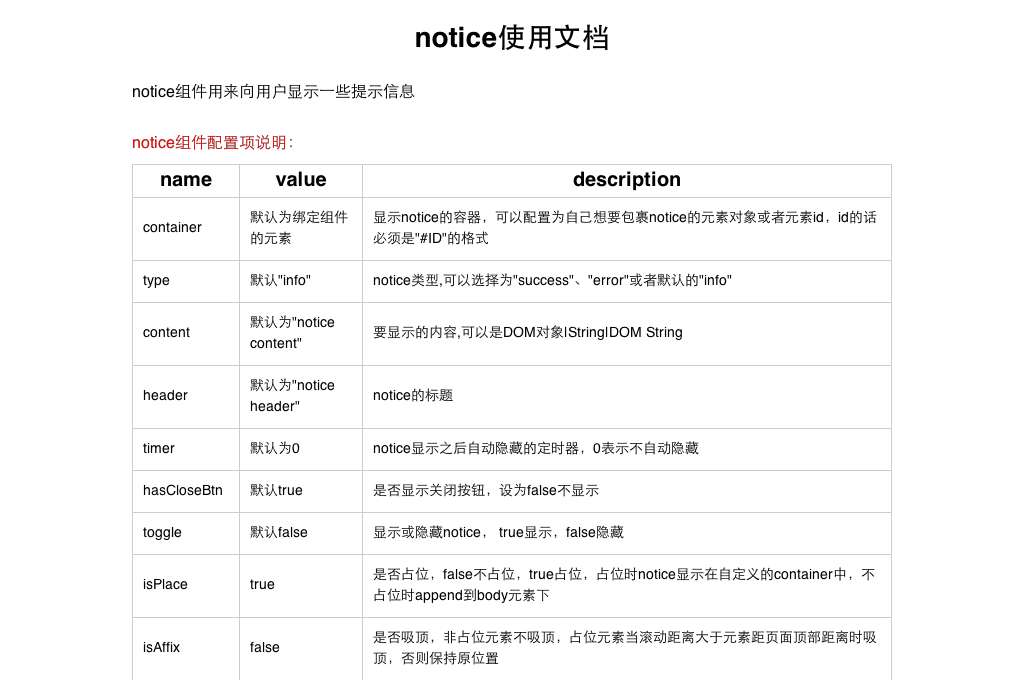 notice使用文档
notice组件用来向用户显示一些提示信息
notice组件配置项说明：
name value description
container 默认为绑定组件 显示notice的容器，可以配置为自己想要包裹notice的元素对象或者元素id，id的话
的元素 必须是"#ID"的格式
type 默认"info" notice类型,可以选择为"success"、"error"或者默认的"info"
content 默认为"notice 要显示的内容,可以是DOM对象|String|DOM String
content"
header 默认为"notice notice的标题
header"
timer 默认为0 notice显示之后自动隐藏的定时器，0表示不自动隐藏
hasCloseBtn 默认true 是否显示关闭按钮，设为false不显示
toggle 默认false 显示或隐藏notice， true显示，false隐藏
isPlace true 是否占位，false不占位，true占位，占位时notice显示在自定义的container中，不
占位时append到body元素下
isAffix false 是否吸顶，非占位元素不吸顶，占位元素当滚动距离大于元素距页面顶部距离时吸
顶，否则保持原位置